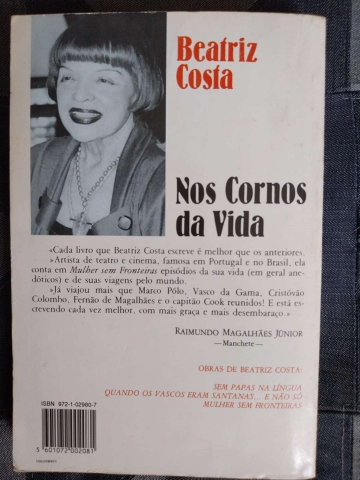 Beatriz
Costa
Nos Cornos
da Vida
«Cada livro que Beatriz Costa escreve é melhor que os anteriores.
»Artista de teatro e cinema, famosa em Portugal e no Brasil, ela
conta em Mulher sem Fronteiras episódios da sua vida (em geral ane-
dóticos) e de suas viagens pelo mundo.
»Já viajou mais que Marco Pólo, Vasco da Gama, Cristóvão
Colombo, Fernão de Magalhães e o capitão Cook reunidos! E está es-
crevendo cada vez melhor, com mais graça e mais desembaraço.»
RAIMUNDO MAGALHÃES JÚNIOR
—Manchete—
OBRAS DE BEATRIZ COSTA:
SEM PAPAS NA LÍNGUA
QUANDO OS VASCOS ERAM SANTANAS... E NÃO SÓ
MULHER SEM FRONTEIRAS
ISBN 972-1-02980-7
5 601072 002081